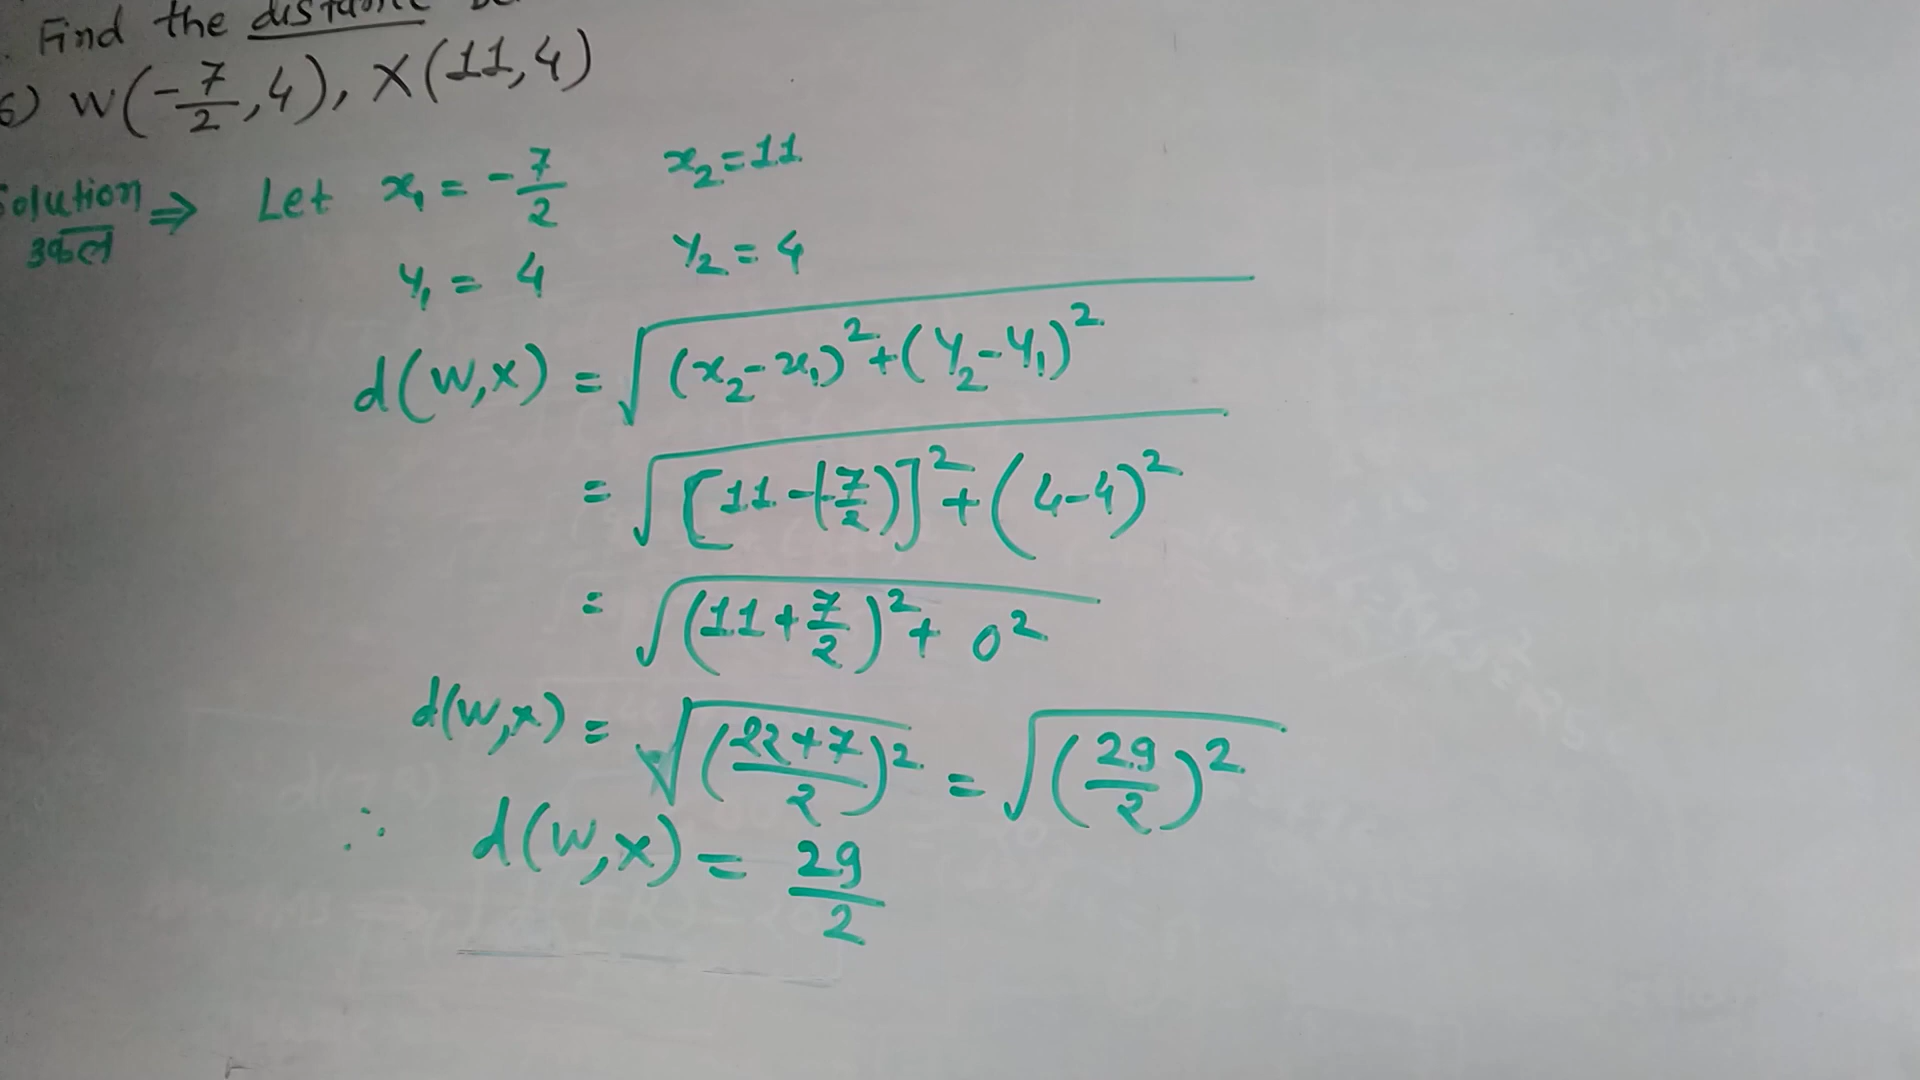 Find the distance
6) W(-7/2, 4), X(11, 4)
Solution ⇒ Let x₁ = -7/2 x₂ = 11
उकल
y₁ = 4 y₂ = 4
d(W,X) = √((x₂-x₁)²+(y₂-y₁)²)
= √([11-(-7/2)]²+(4-4)²)
= √((11+7/2)²+0²)
d(W,X) = √((22+7)/2)² = √(29/2)²
∴ d(W,X) = 29/2